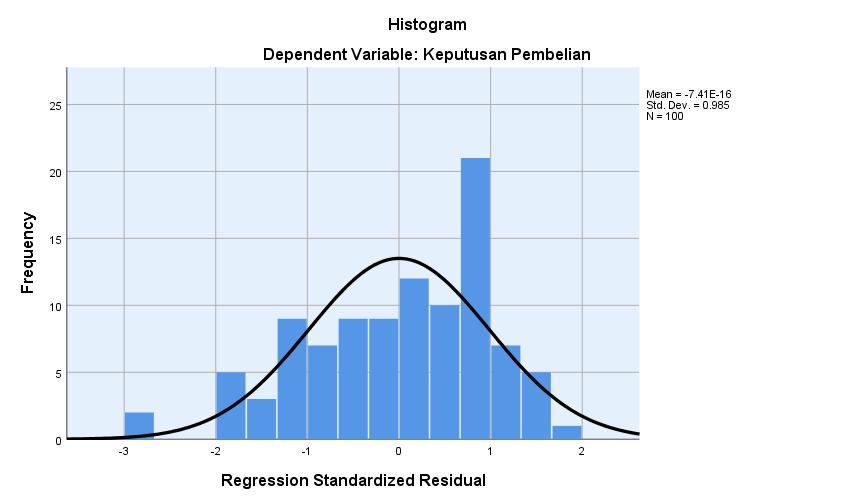 Histogram
Dependent Variable: Keputusan Pembelian
Mean = -7.41E-16
Std. Dev. = 0.985
N = 100
Frequency
25
20
15
10
5
0
-3 -2 -1 0 1 2
Regression Standardized Residual